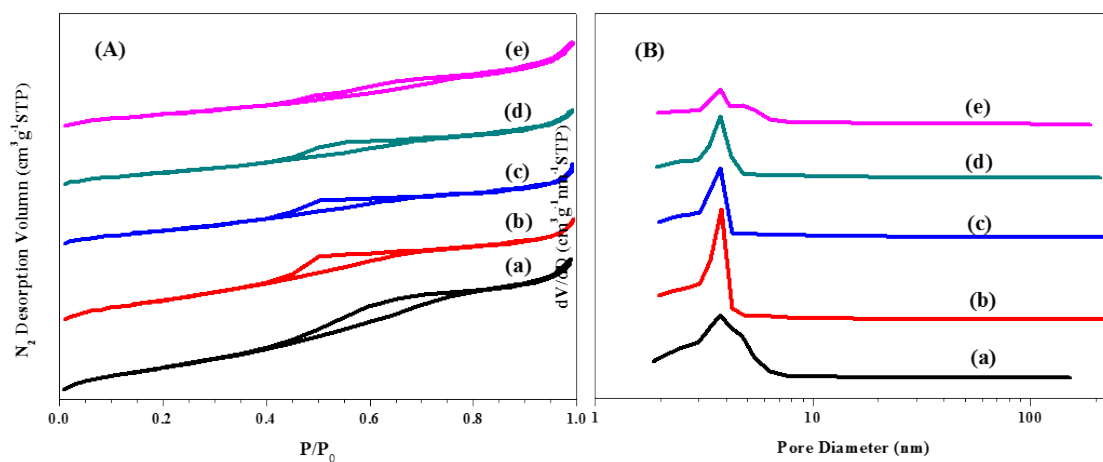 (A)
(e)
(d)
(c)
(b)
(a)
N2 Desorption Volumn (cm3g-1STP)
0.0 0.2 0.4 0.6 0.8 1.0
P/P0
(B)
(e)
(d)
(c)
(b)
(a)
dV/dD (cm3g-1nm-1STP)
1 10 100
Pore Diameter (nm)